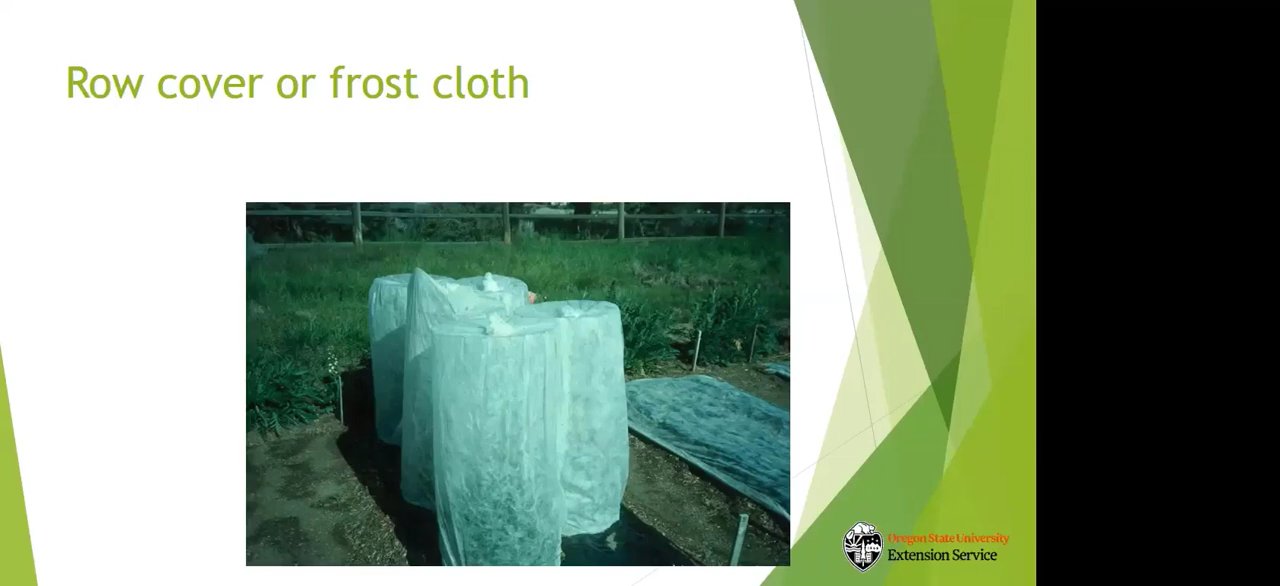 Row cover or frost cloth
Oregon State University
Extension Service